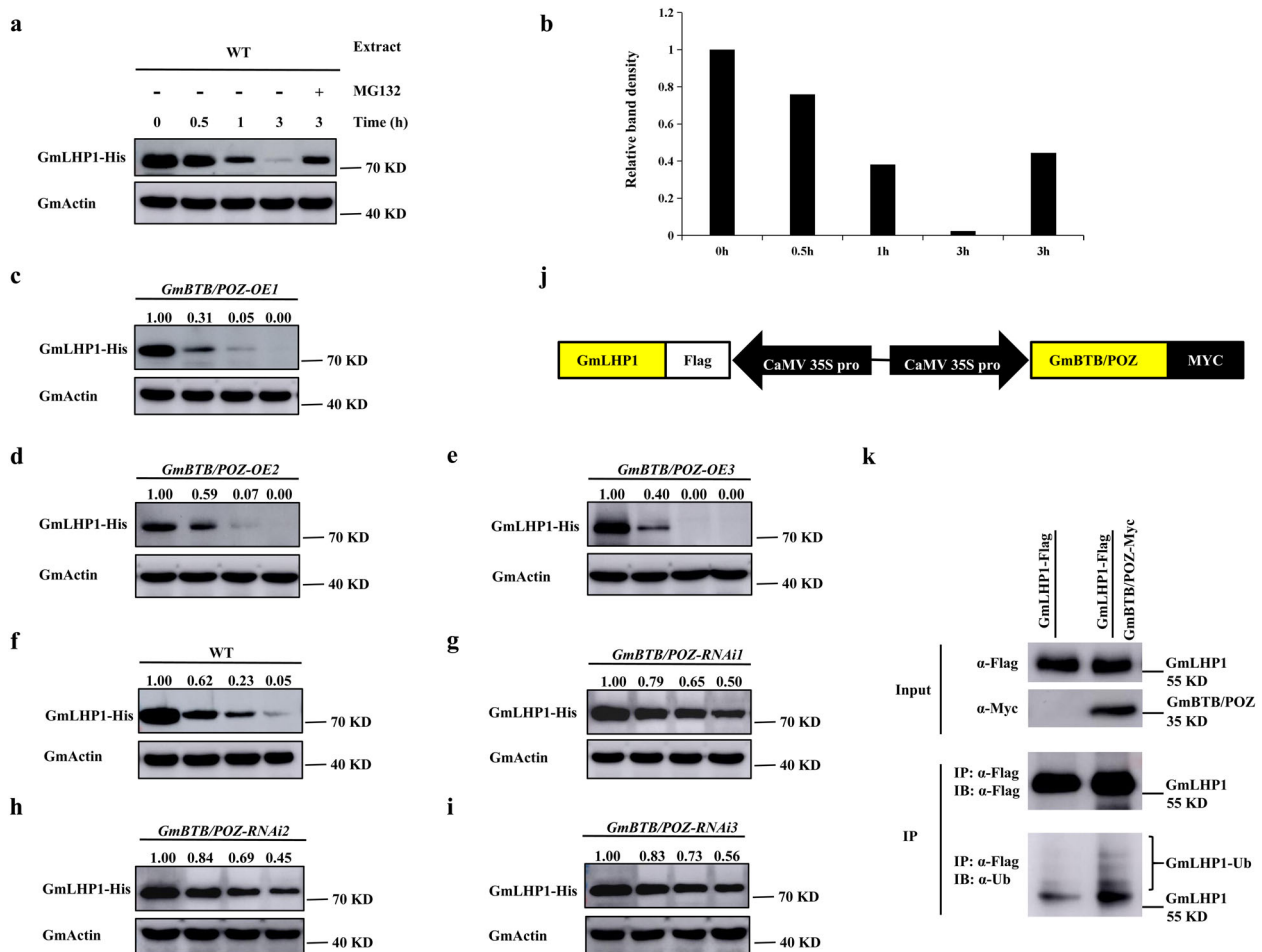 a
WT
Extract
- - - - + MG132
0 0.5 1 3 3 Time (h)
GmLHP1-His
70 KD
GmActin
40 KD
b
Relative band density
1.2
1
0.8
0.6
0.4
0.2
0
0h 0.5h 1h 3h 3h
c
GmBTB/POZ-OE1
1.00 0.31 0.05 0.00
GmLHP1-His
70 KD
GmActin
40 KD
j
GmLHP1 Flag CaMV 35S pro CaMV 35S pro GmBTB/POZ MYC
d
GmBTB/POZ-OE2
1.00 0.59 0.07 0.00
GmLHP1-His
70 KD
GmActin
40 KD
e
GmBTB/POZ-OE3
1.00 0.40 0.00 0.00
GmLHP1-His
70 KD
GmActin
40 KD
f
WT
1.00 0.62 0.23 0.05
GmLHP1-His
70 KD
GmActin
40 KD
g
GmBTB/POZ-RNAi1
1.00 0.79 0.65 0.50
GmLHP1-His
70 KD
GmActin
40 KD
h
GmBTB/POZ-RNAi2
1.00 0.84 0.69 0.45
GmLHP1-His
70 KD
GmActin
40 KD
i
GmBTB/POZ-RNAi3
1.00 0.83 0.73 0.56
GmLHP1-His
70 KD
GmActin
40 KD
k
GmLHP1-Flag
GmLHP1-Flag
GmBTB/POZ-Myc
Input
α-Flag
GmLHP1
55 KD
α-Myc
GmBTB/POZ
35 KD
IP
IP: α-Flag
IB: α-Flag
GmLHP1
55 KD
IP: α-Flag
IB: α-Ub
GmLHP1-Ub
GmLHP1
55 KD